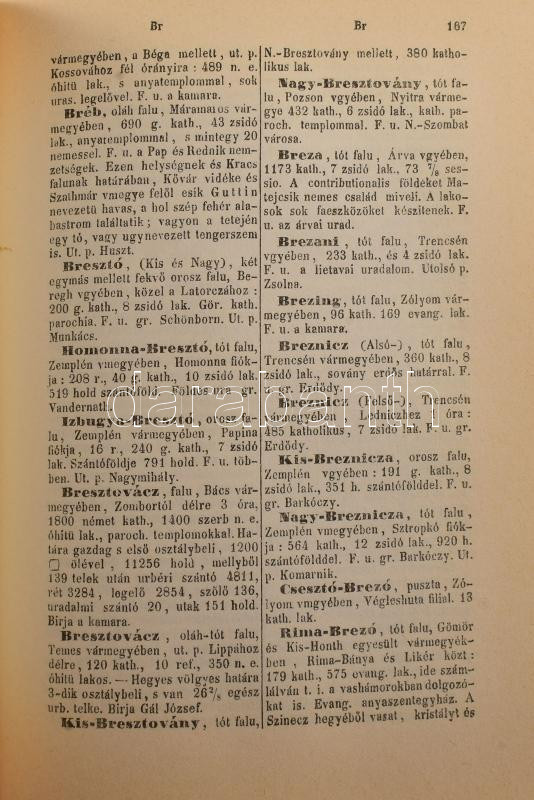 Br
Br
167
vármegyében, a Béga mellett, ut. p.
Kossovához fél órányira : 489 n. e.
óhitü lak., s anyatemplommal, sok
uras. legelővel. F. u. a kamara.
Bréb, oláh falu, Máramaros vár-
megyében, 690 g. kath., 43 zsidó
lak., anyatemplommal, s mintegy 20
nemessel. F. u. a Pap és Rednik nem-
zetségek. Ezen helységnek és Kracs
falunak határában, Kővár vidéke és
Szathmár vmegye felől esik Guttin
nevezetü havas, a hol szép fehér ala-
bastrom találtatik ; vagyon a tetején
egy tó, vagy ugynevezett tengerszem
is. Ut. p. Huszt.
Bresztó, (Kis és Nagy), két
egymás mellett fekvő orosz falu, Be-
regh vgyében, közel a Latorczához :
200 g. kath., 8 zsidó lak. Gör. kath.
parochia. F. u. gr. Schönborn. Ut. p.
Munkács.
Homonna-Bresztó, tót falu,
Zemplén vmegyében, Homonna fiók-
ja : 208 r., 40 g. kath., 10 zsidó lak.
519 hold szántóföld. Földes ura gr.
Vandernath.
Izbugya-Bresztó, orosz fa-
lu, Zemplén vármegyében, Papina
fiókja, 16 r., 240 g. kath., 7 zsidó
lak. Szántóföldje 791 hold. F. u. töb-
ben. Ut. p. Nagymihály.
Bresztovácz, falu, Bács vár-
megyében, Zombortól délre 3 óra,
1800 német kath., 1400 szerb n. e.
óhitü lak., paroch. templomokkal. Ha-
tára gazdag s első osztálybeli, 1200
□ ölével, 11256 hold, mellyből
139 telek után urbéri szántó 4811,
rét 3284, legelő 2854, szőlő 136,
uradalmi szántó 20, utak 151 hold.
Birja a kamara.
Bresztovácz, oláh-tót falu,
Temes vármegyében, ut. p. Lippához
délre, 120 kath., 10 ref., 350 n. e.
óhitü lakos. — Hegyes völgyes határa
3-dik osztálybeli, s van 26 2/8 egész
urb. telke. Birja Gál József.
Kis-Bresztovány, tót falu,
N.-Bresztovány mellett, 380 katho-
likus lak.
Nagy-Bresztovány, tót fa-
lu, Pozson vgyében, Nyitra várme-
gye 432 kath., 6 zsidó lak., kath. pa-
roch. templommal. F. u. N.-Szombat
városa.
Breza, tót falu, Árva vgyében,
1173 kath., 7 zsidó lak., 73 7/8 ses-
sio. A contributionalis földeket Ma-
tejcsik nemes család miveli. A lako-
sok sok faeszközöket készitenek. F.
u. az árvai urad.
Brezani, tót falu, Trencsén
vgyében, 233 kath., és 4 zsidó lak.
F. u. a lietavai uradalom. Utolsó p.
Zsolna.
Brezing, tót falu, Zólyom vár-
megyében, 96 kath. 169 evang. lak.
F. u. a kamara.
Breznicz (Alsó-), tót falu,
Trencsén vármegyében, 360 kath., 8
zsidó lak., sovány erdős határral. F.
u. gr. Erdődy.
Breznicz (Felső-), Trencsén
vármegyében, Ledniczhez 1 óra :
485 katholikus, 7 zsidó lak. F. u. gr.
Erdődy.
Kis-Breznicza, orosz falu,
Zemplén vgyében : 191 g. kath., 8
zsidó lak., 351 h. szántófölddel. F. u.
gr. Barkóczy.
Nagy-Breznicza, tót falu,
Zemplén vmegyében, Sztropkó fiók-
ja : 564 kath., 12 zsidó lak., 920 h.
szántófölddel. F. u. gr. Barkóczy. Ut.
p. Komarnik.
Csesztó-Brezó, puszta, Zó-
lyom vmgyében, Végleshuta filial. 13
kath. lak.
Rima-Brezó, tót falu, Gömör
és Kis-Honth egyesült vármegyék-
ben, Rima-Bánya és Likér közt :
179 kath., 575 evang. lak., ide szám-
lálván t. i. a vashámorokban dolgozó-
kat is. Evang. anyaszentegyház. A
Szinecz hegyéből vasat, kristályt és
darabanth